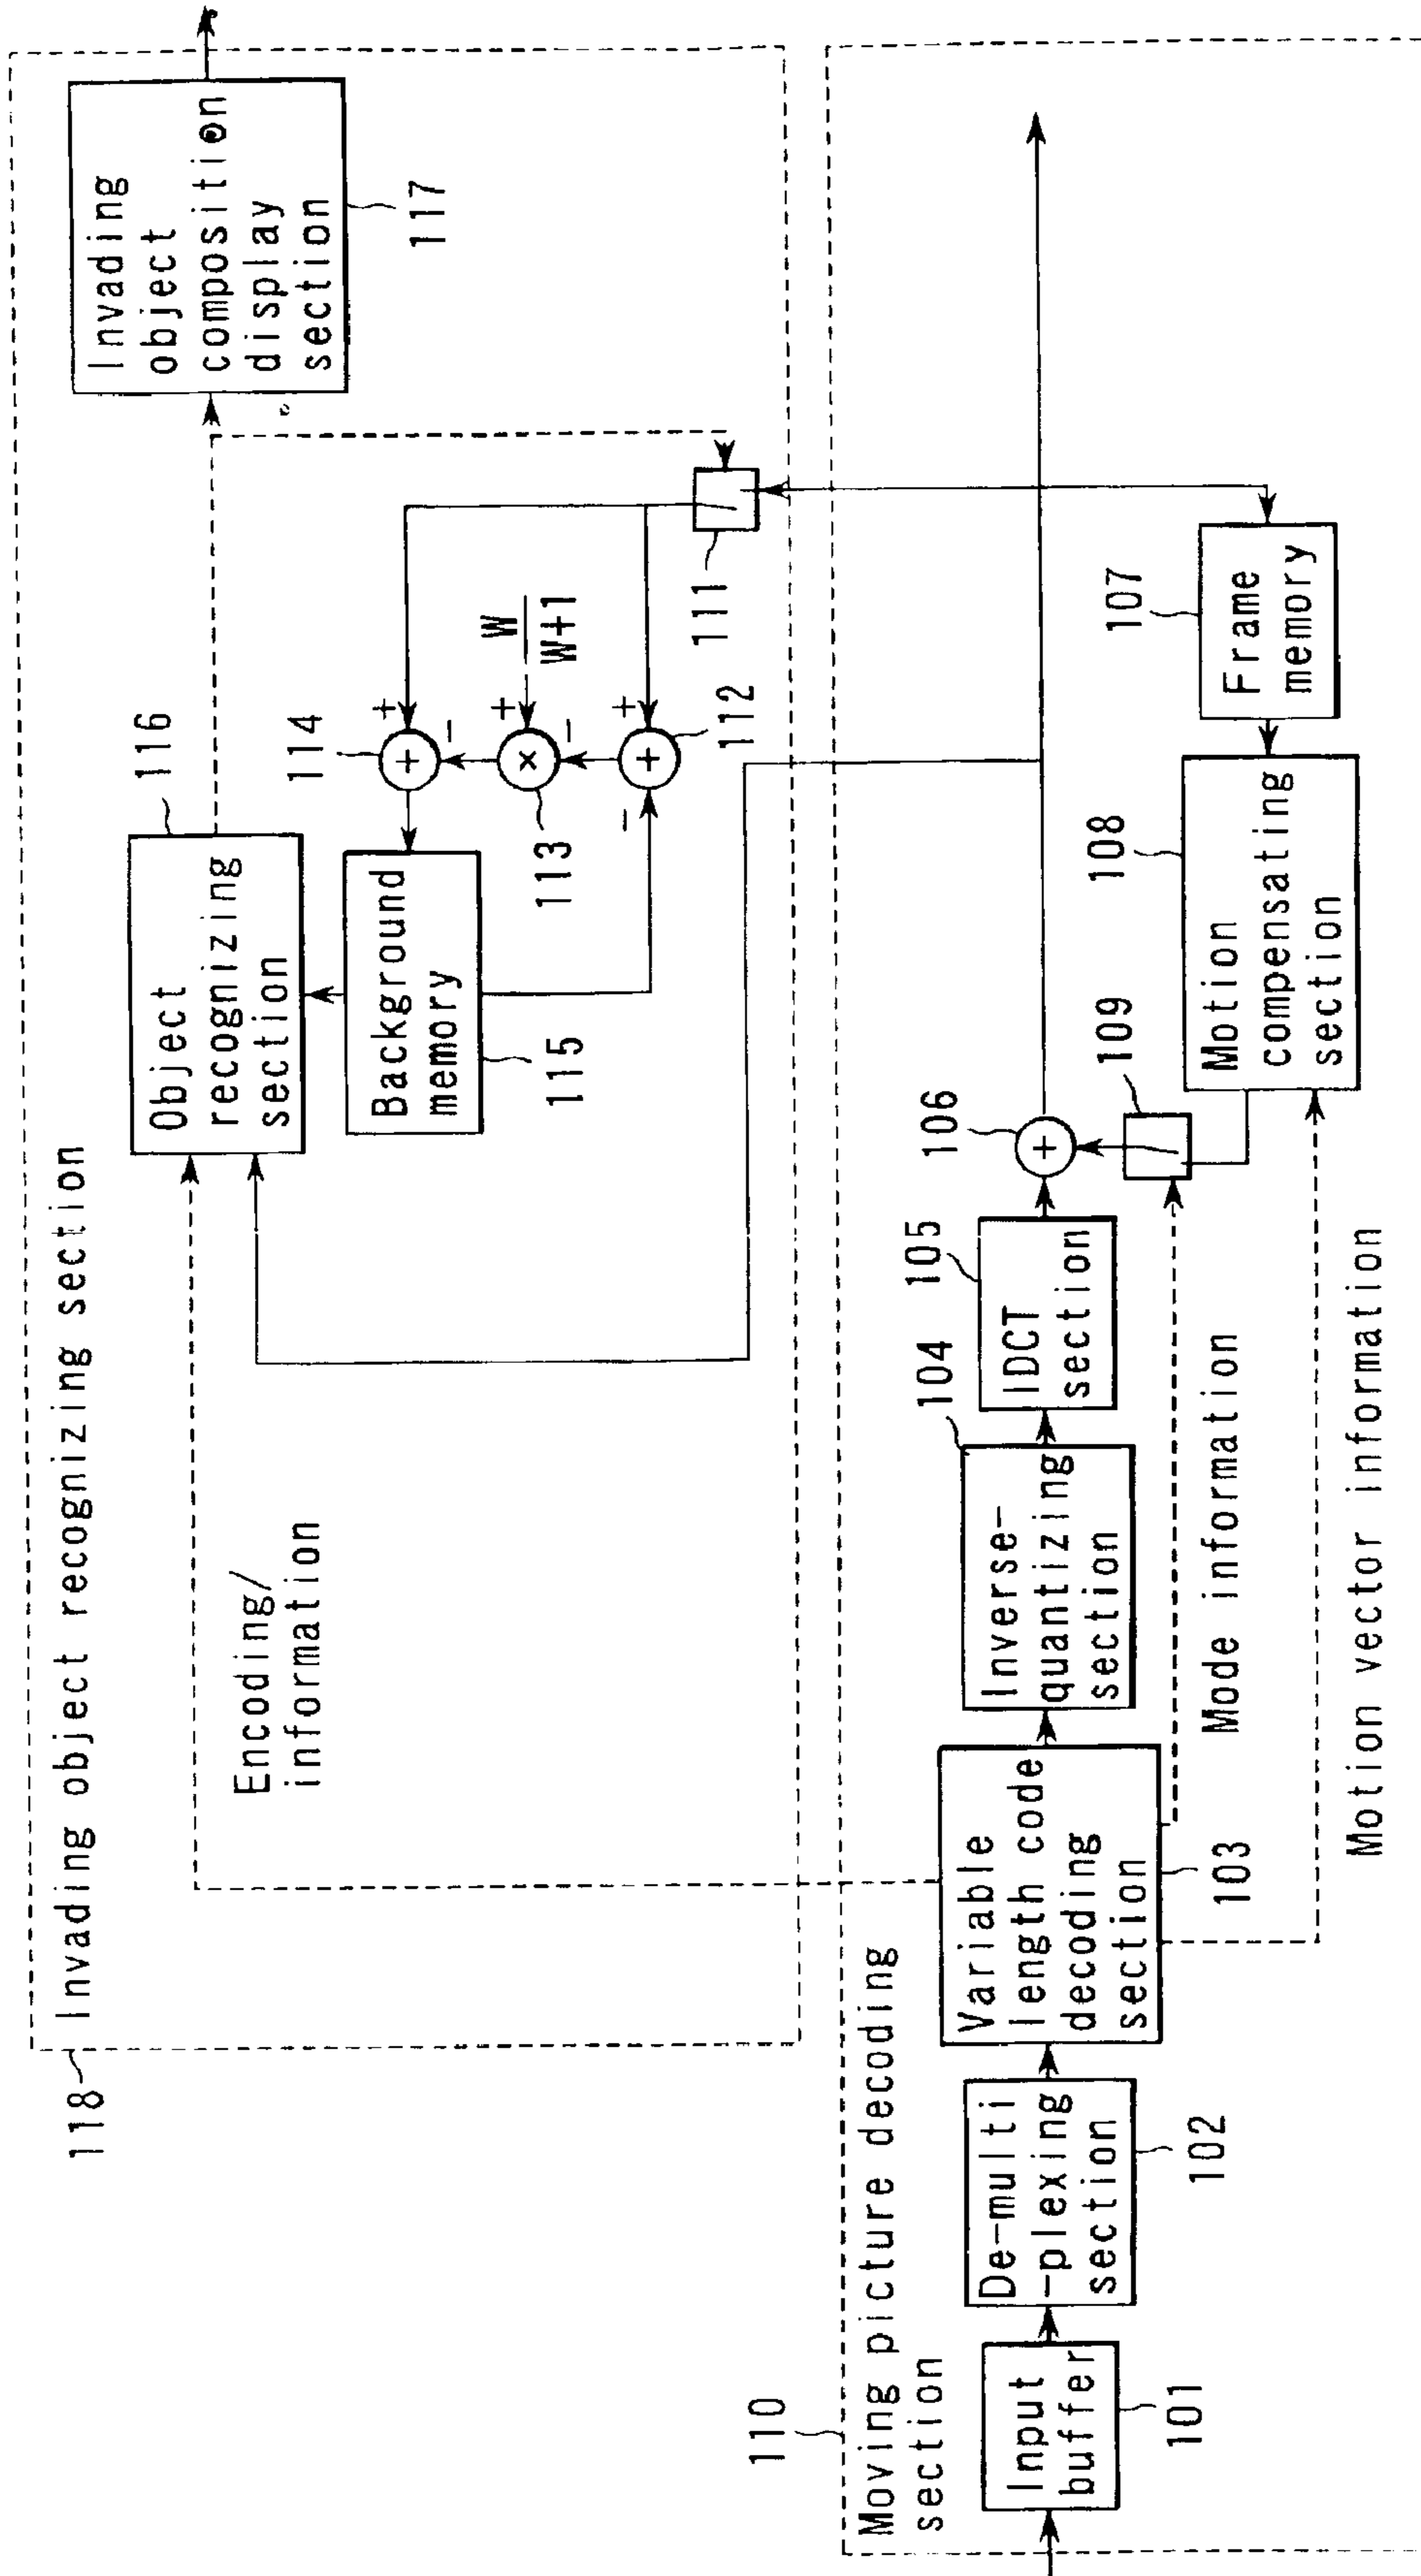 118
Invading object recognizing section
Encoding/
information
116
Object
recognizing
section
Background
memory
115
114
+
−
+
113
×
+
−
W
W+1
112
+
+
−
111
Invading
object
composition
display
section
117
110
Moving picture decoding
section
Input
buffer
101
De-multi
-plexing
section
102
Variable
length code
decoding
section
103
104
Inverse-
quantizing
section
105
IDCT
section
106
+
109
108
Motion
compensating
section
107
Frame
memory
Mode information
Motion vector information